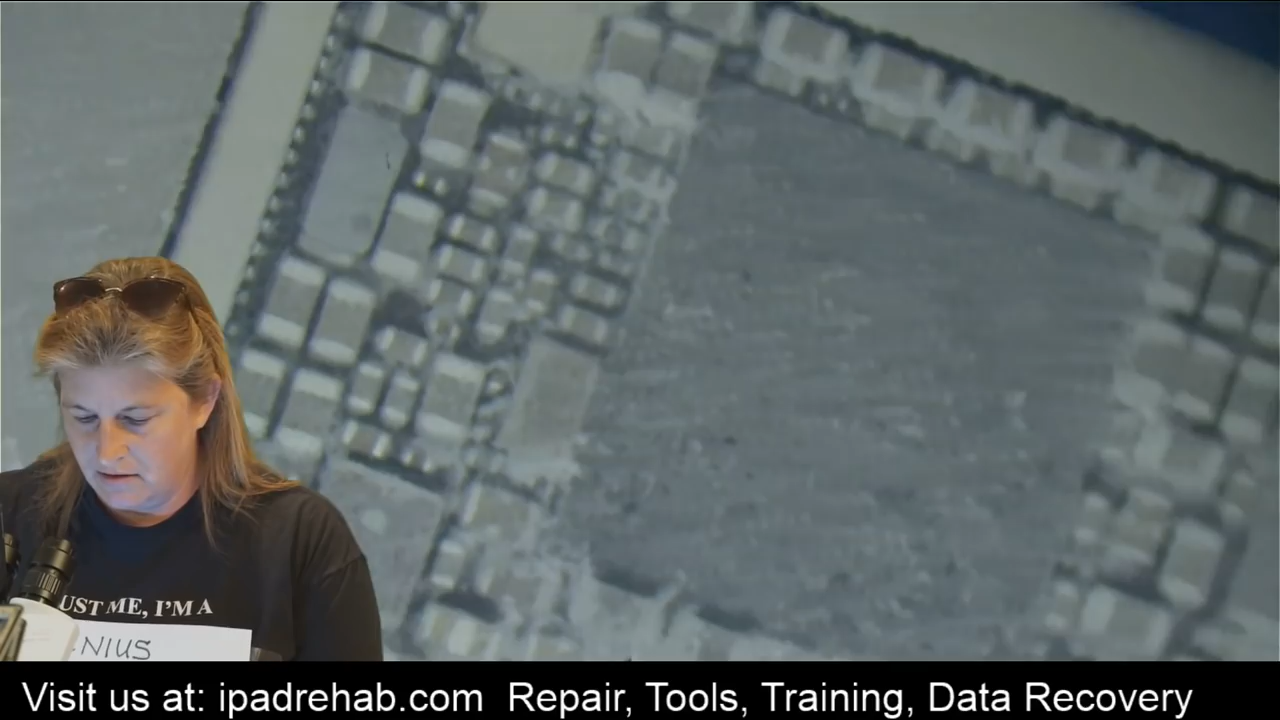 UST ME, I'M A
NIUS
Visit us at: ipadrehab.com Repair, Tools, Training, Data Recovery